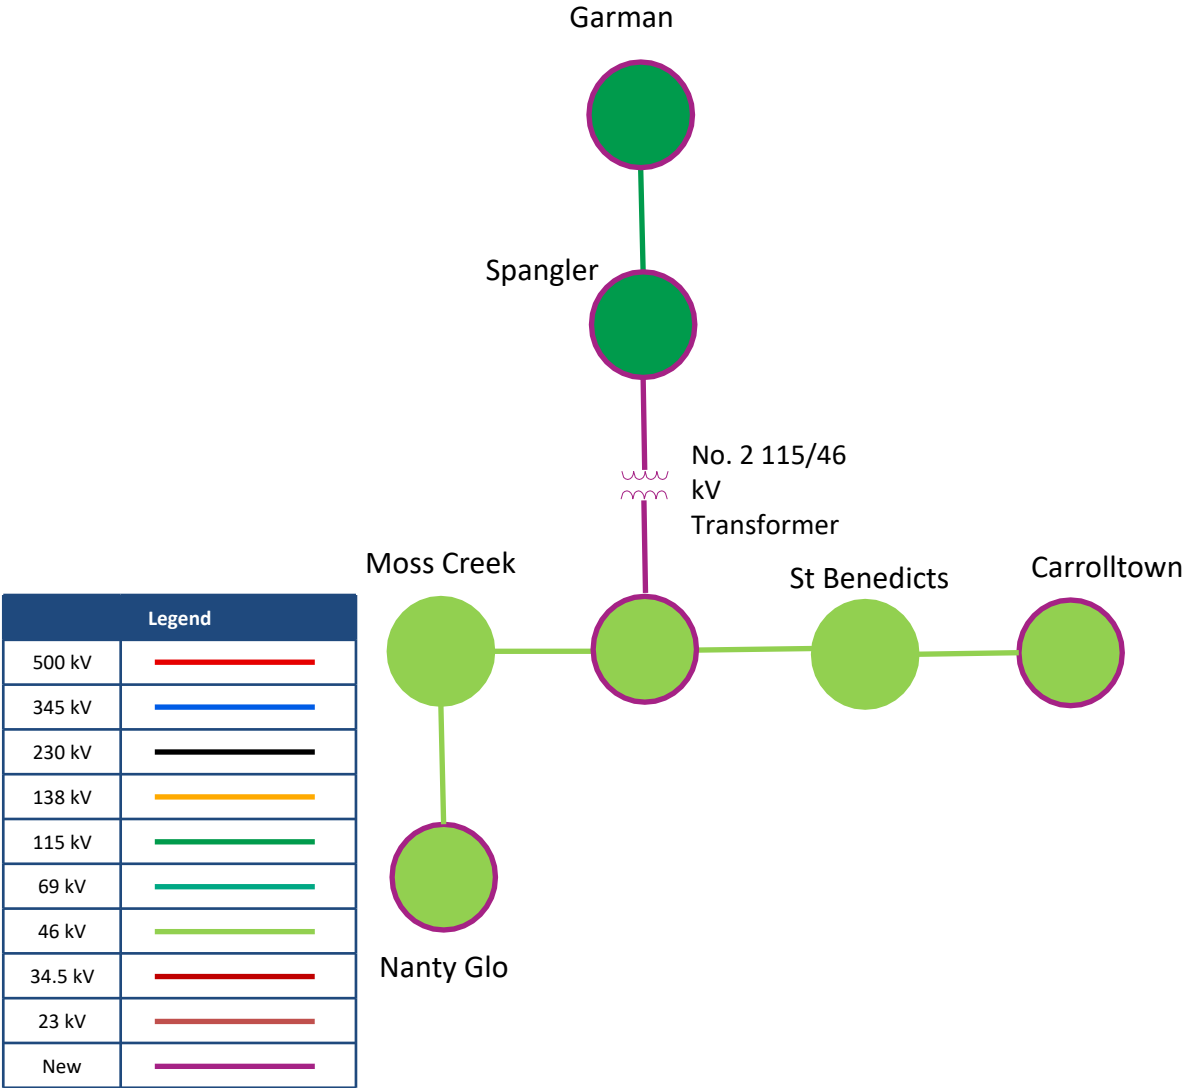 Garman
Spangler
No. 2 115/46
kV
Transformer
Moss Creek
St Benedicts
Carrolltown
Nanty Glo
Legend
500 kV
345 kV
230 kV
138 kV
115 kV
69 kV
46 kV
34.5 kV
23 kV
New